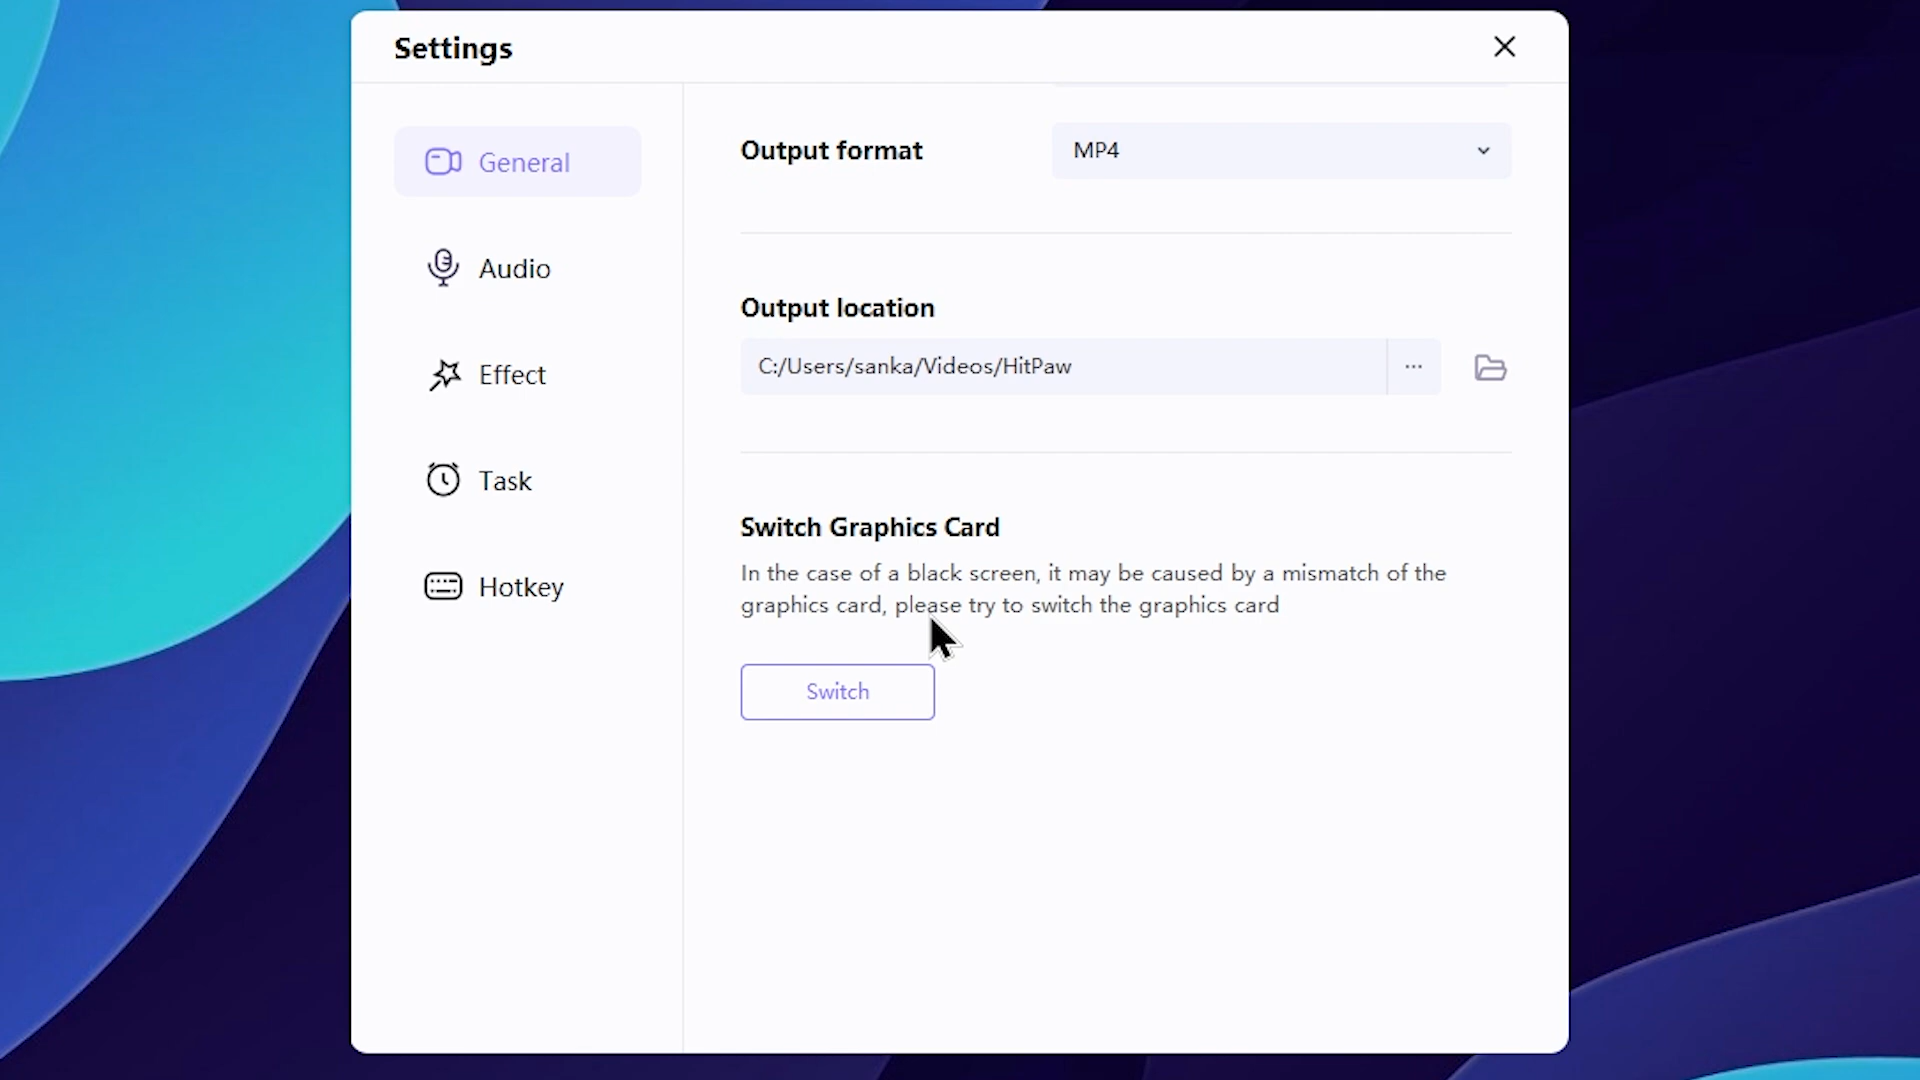 Settings
General
Audio
Effect
Task
Hotkey
Output format
MP4
Output location
C:/Users/sanka/Videos/HitPaw
...
Switch Graphics Card
In the case of a black screen, it may be caused by a mismatch of the
graphics card, please try to switch the graphics card
Switch